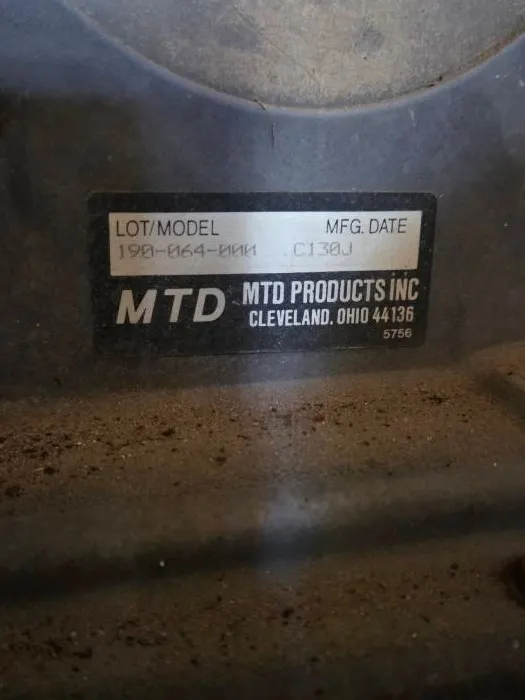 LOT/MODEL MFG. DATE
190-064-000 C130J
MTD MTD PRODUCTS INC
CLEVELAND, OHIO 44136
5756